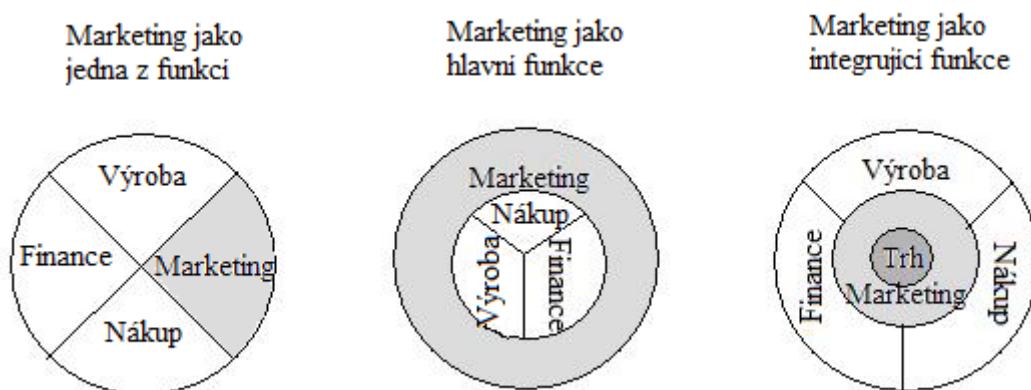 Marketing jako
jedna z funkcí
Marketing jako
hlavní funkce
Marketing jako
integrující funkce
Výroba
Finance
Marketing
Nákup
Marketing
Nákup
Výroba
Finance
Výroba
Finance
Trh
Marketing
Nákup